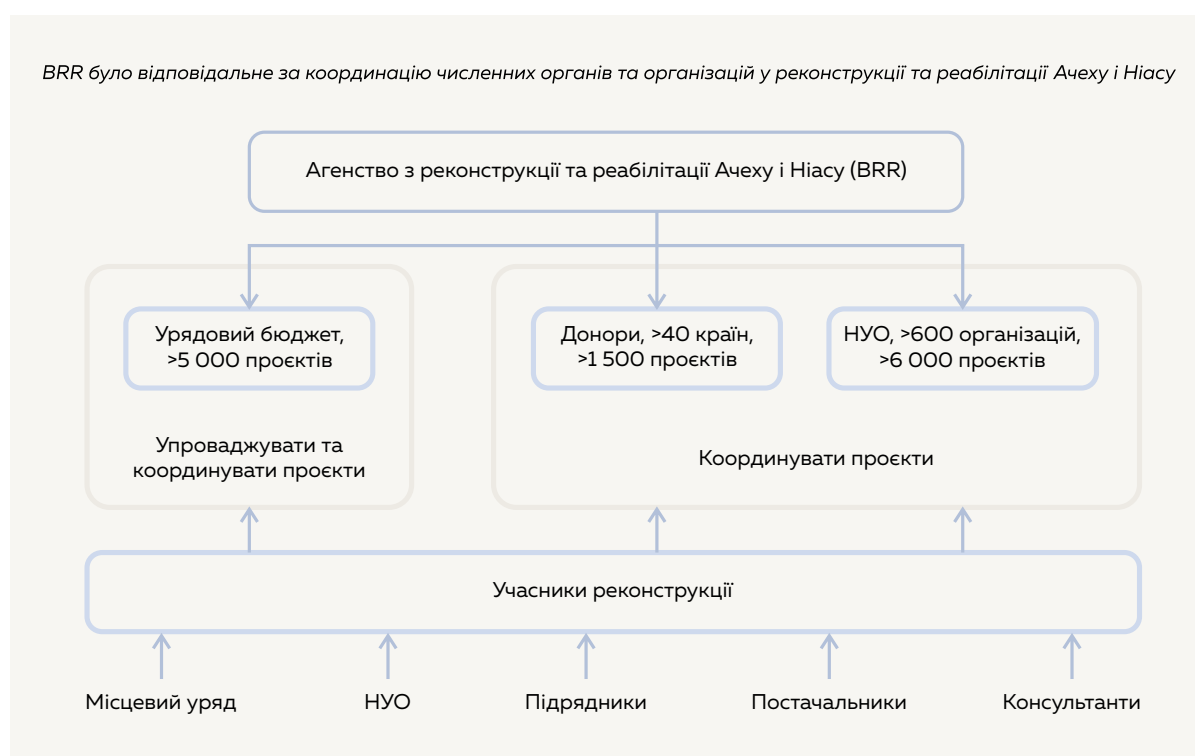 BRR було відповідальне за координацію численних органів та організацій у реконструкції та реабілітації Ачеху і Ніасу
Агенство з реконструкції та реабілітації Ачеху і Ніасу (BRR)
Урядовий бюджет,
>5 000 проєктів
Донори, >40 країн,
>1 500 проєктів
НУО, >600 організацій,
>6 000 проєктів
Упроваджувати та
координувати проєкти
Координувати проєкти
Учасники реконструкції
Місцевий уряд
НУО
Підрядники
Постачальники
Консультанти